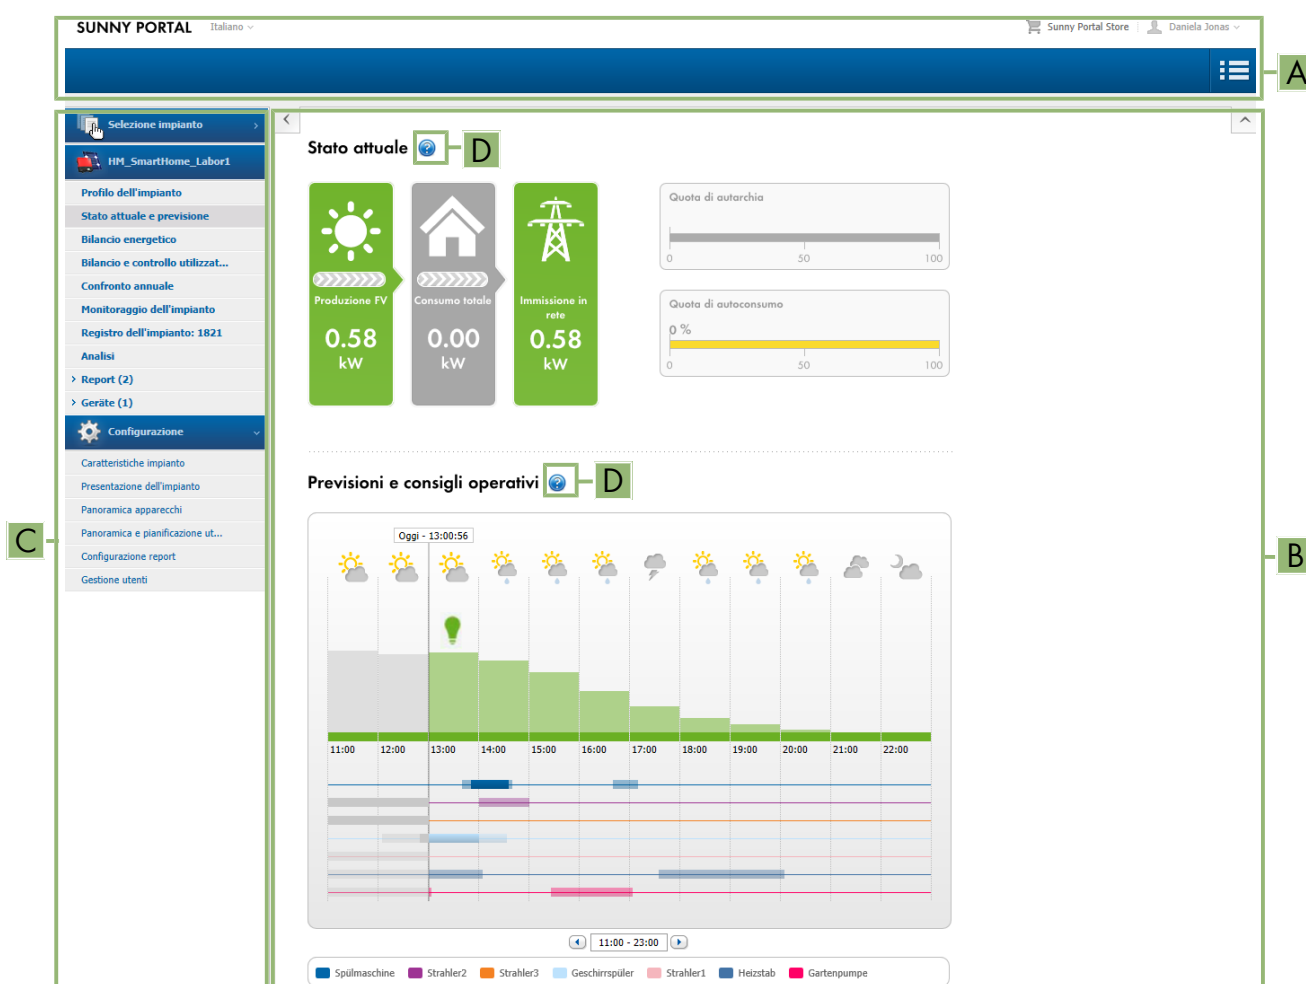 SUNNY PORTAL Italiano
Sunny Portal Store Daniela Jonas
A
Selezione impianto
HM_SmartHome_Labor1
Profilo dell'impianto
Stato attuale e previsione
Bilancio energetico
Bilancio e controllo utilizzat...
Confronto annuale
Monitoraggio dell'impianto
Registro dell'impianto: 1821
Analisi
Report (2)
Geräte (1)
Configurazione
Caratteristiche impianto
Presentazione dell'impianto
Panoramica apparecchi
Panoramica e pianificazione ut...
Configurazione report
Gestione utenti
C
Stato attuale
D
Produzione FV
0.58
kW
Consumo totale
0.00
kW
Immissione in
rete
0.58
kW
Quota di autarchia
0 50 100
Quota di autoconsumo
0 %
0 50 100
Previsioni e consigli operativi
D
B
Oggi - 13:00:56
11:00 12:00 13:00 14:00 15:00 16:00 17:00 18:00 19:00 20:00 21:00 22:00
11:00 - 23:00
Spülmaschine Strahler2 Strahler3 Geschirrspüler Strahler1 Heizstab Gartenpumpe